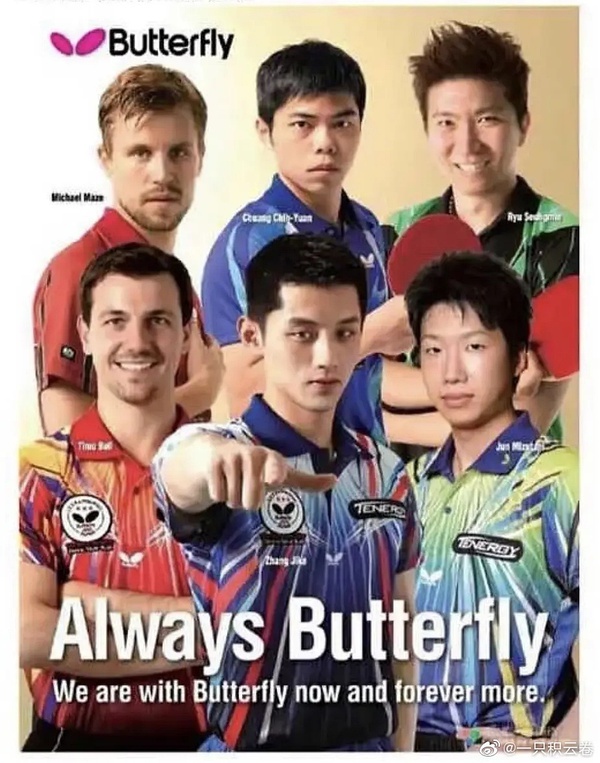 Butterfly
Michael Maze
Chuang Chih-Yuan
Ryu Seungmin
Timo Boll
Jun Mizutani
TENERGY
TENERGY
Zhang Jike
Always Butterfly
We are with Butterfly now and forever more.
@一只积云卷